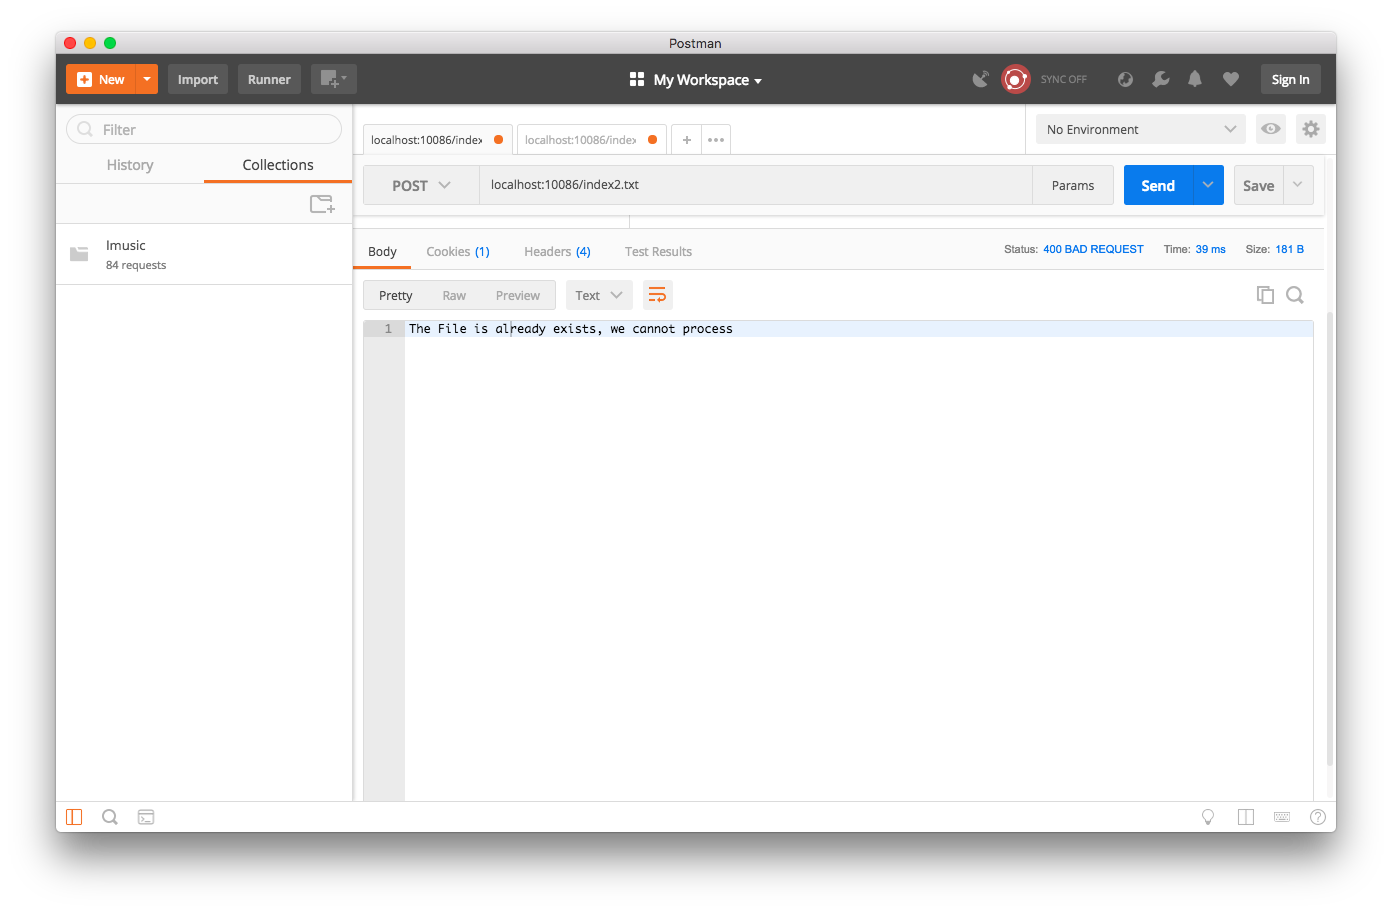 Postman
New
Import
Runner
My Workspace
SYNC OFF
Sign In
Filter
History
Collections
Imusic
84 requests
localhost:10086/index
localhost:10086/index
No Environment
POST
localhost:10086/index2.txt
Params
Send
Save
Body
Cookies (1)
Headers (4)
Test Results
Status: 400 BAD REQUEST
Time: 39 ms
Size: 181 B
Pretty
Raw
Preview
Text
1 The File is already exists, we cannot process